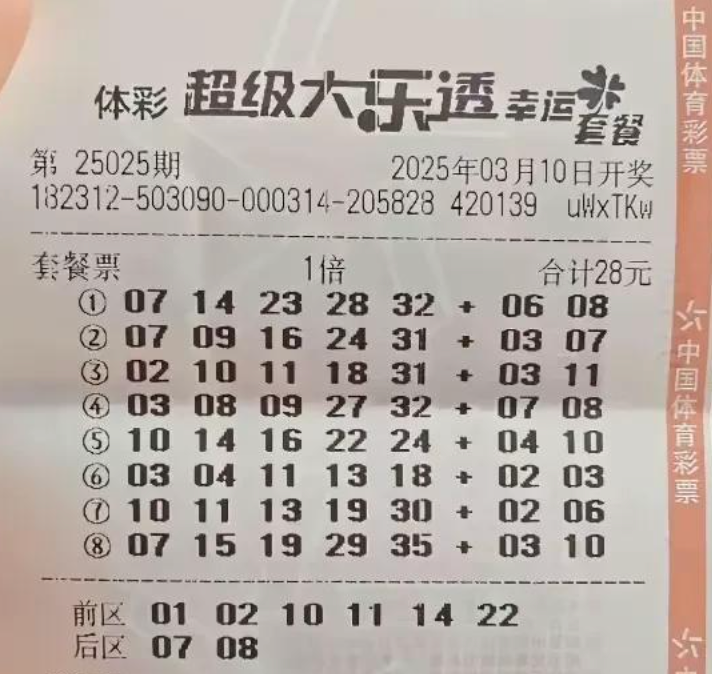 体彩 超级大乐透 幸运套餐
第 25025期 2025年03月10日开奖
182312-503090-000314-205828 420139 uWxTKw
套餐票 1倍 合计28元
① 07 14 23 28 32 + 06 08
② 07 09 16 24 31 + 03 07
③ 02 10 11 18 31 + 03 11
④ 03 08 09 27 32 + 07 08
⑤ 10 14 16 22 24 + 04 10
⑥ 03 04 11 13 18 + 02 03
⑦ 10 11 13 19 30 + 02 06
⑧ 07 15 19 29 35 + 03 10
前区 01 02 10 11 14 22
后区 07 08
中国体育彩票
中国体育彩票